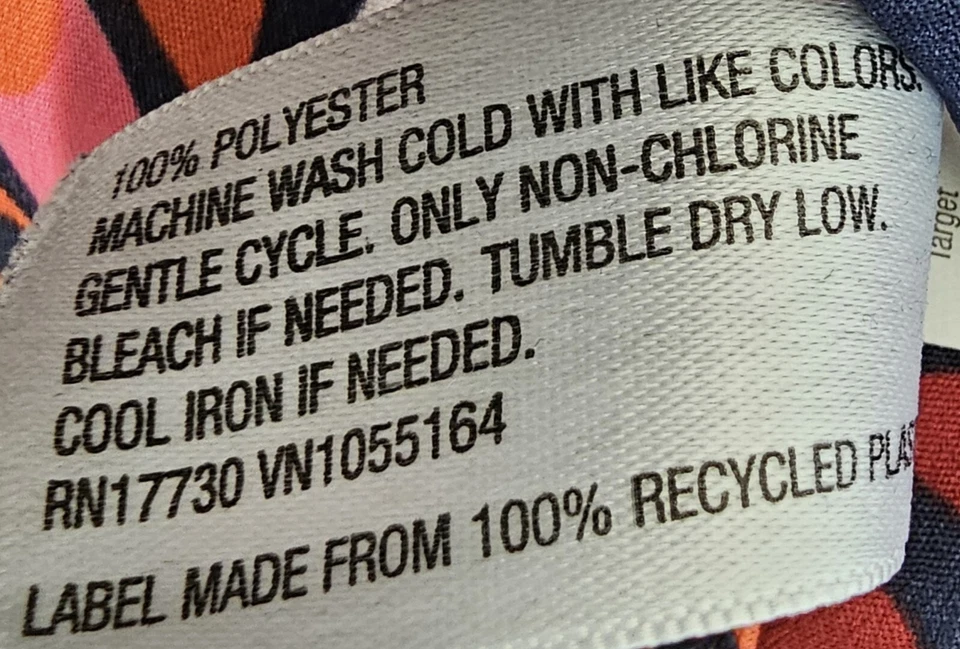 100% POLYESTER
MACHINE WASH COLD WITH LIKE COLORS.
GENTLE CYCLE. ONLY NON-CHLORINE
BLEACH IF NEEDED. TUMBLE DRY LOW.
COOL IRON IF NEEDED.
RN17730 VN1055164
LABEL MADE FROM 100% RECYCLED PLAS
Target